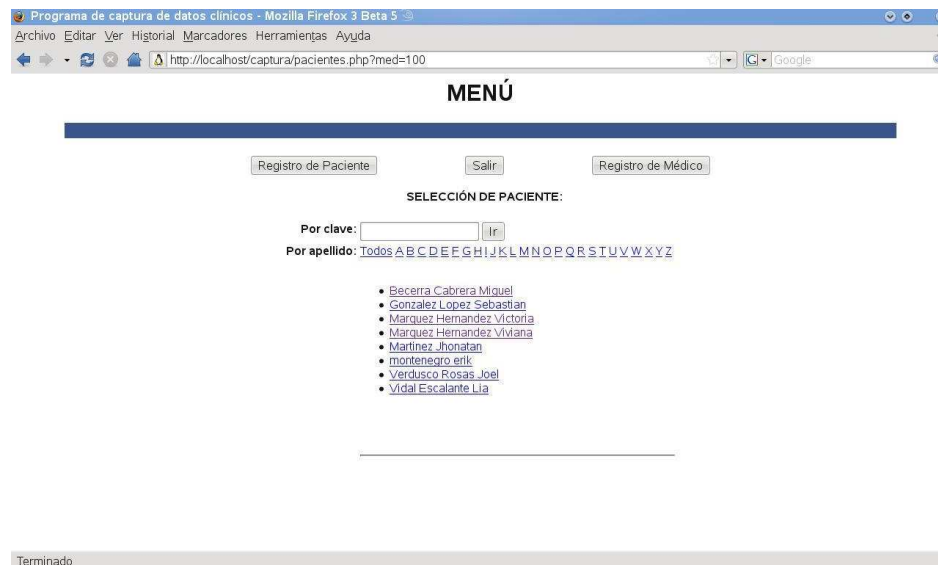 Programa de captura de datos clínicos - Mozilla Firefox 3 Beta 5
Archivo Editar Ver Historial Marcadores Herramientas Ayuda
http://localhost/captura/pacientes.php?med=100 G Google
MENÚ
Registro de Paciente Salir Registro de Médico
SELECCIÓN DE PACIENTE:
Por clave: Ir
Por apellido: Todos A B C D E F G H I J K L M N O P Q R S T U V W X Y Z
Becerra Cabrera Miguel
Gonzalez Lopez Sebastian
Marquez Hernandez Victoria
Marquez Hernandez Viviana
Martinez Jhonatan
montenegro erik
Verdusco Rosas Joel
Vidal Escalante Lia
Terminado